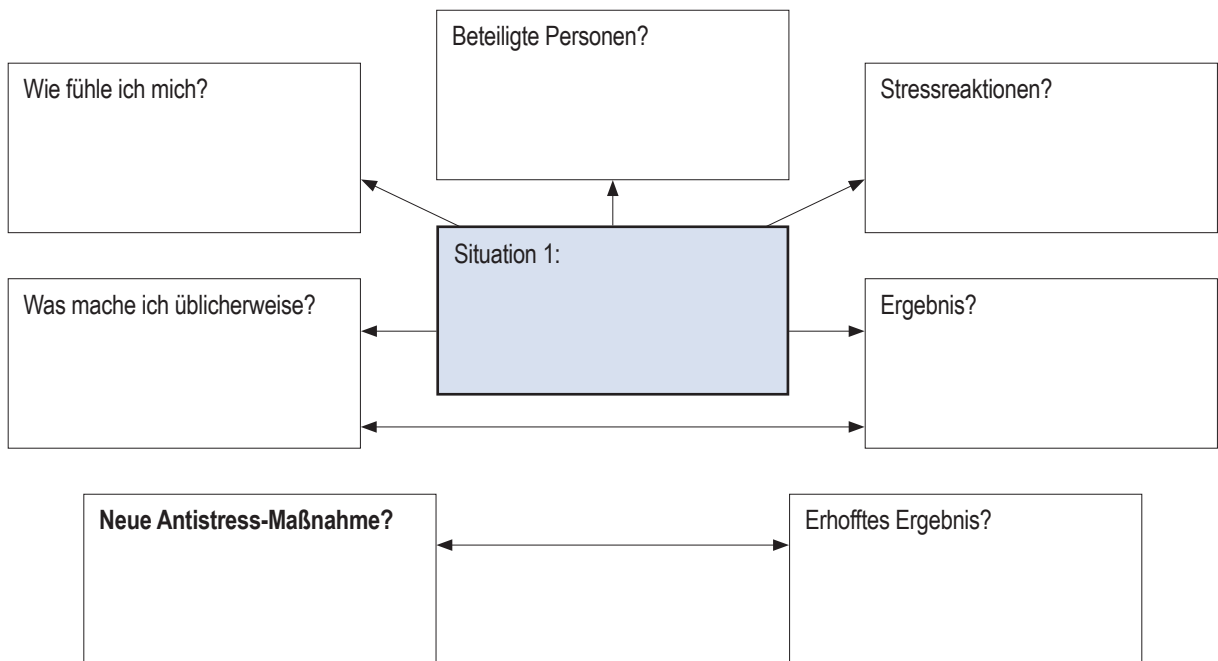 Beteiligte Personen?
Wie fühle ich mich?
Stressreaktionen?
Situation 1:
Was mache ich üblicherweise?
Ergebnis?
Neue Antistress-Maßnahme?
Erhofftes Ergebnis?